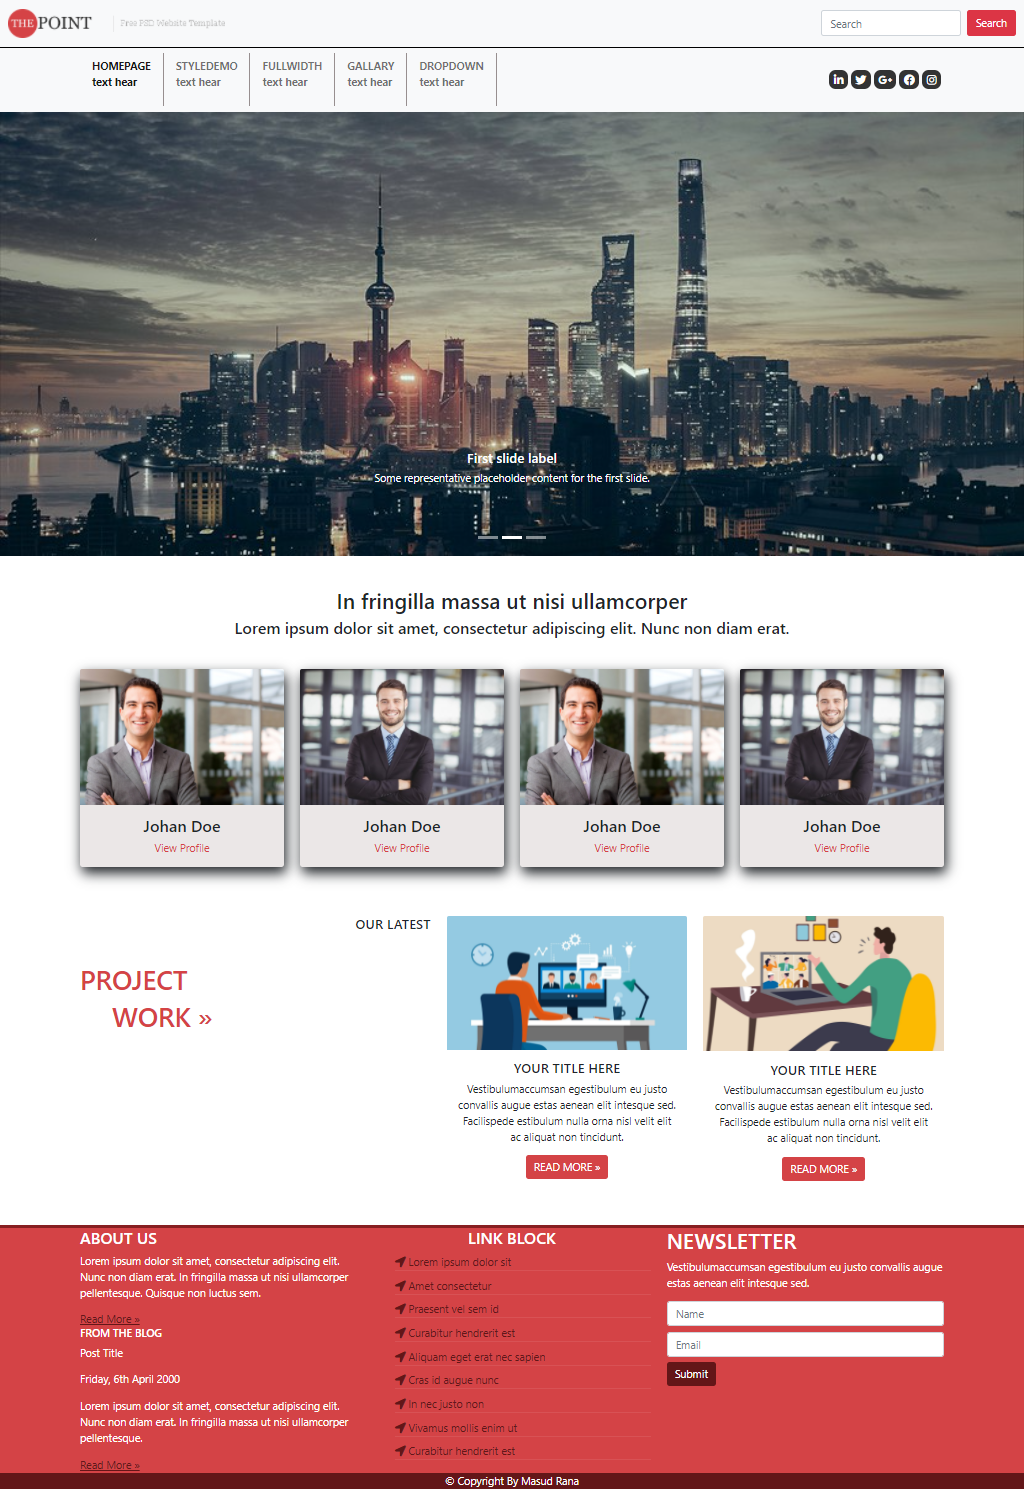 THE POINT
Free PSD Website Template
Search
Search
HOMEPAGE
text hear
STYLEDEMO
text hear
FULLWIDTH
text hear
GALLARY
text hear
DROPDOWN
text hear
First slide label
Some representative placeholder content for the first slide.
In fringilla massa ut nisi ullamcorper
Lorem ipsum dolor sit amet, consectetur adipiscing elit. Nunc non diam erat.
Johan Doe
View Profile
Johan Doe
View Profile
Johan Doe
View Profile
Johan Doe
View Profile
OUR LATEST
PROJECT
WORK »
YOUR TITLE HERE
Vestibulumaccumsan egestibulum eu justo
convallis augue estas aenean elit intesque sed.
Facilispede estibulum nulla orna nisl velit elit
ac aliquat non tincidunt.
READ MORE »
YOUR TITLE HERE
Vestibulumaccumsan egestibulum eu justo
convallis augue estas aenean elit intesque sed.
Facilispede estibulum nulla orna nisl velit elit
ac aliquat non tincidunt.
READ MORE »
ABOUT US
Lorem ipsum dolor sit amet, consectetur adipiscing elit.
Nunc non diam erat. In fringilla massa ut nisi ullamcorper
pellentesque. Quisque non luctus sem.
Read More »
FROM THE BLOG
Post Title
Friday, 6th April 2000
Lorem ipsum dolor sit amet, consectetur adipiscing elit.
Nunc non diam erat. In fringilla massa ut nisi ullamcorper
pellentesque.
Read More »
LINK BLOCK
Lorem ipsum dolor sit
Amet consectetur
Praesent vel sem id
Curabitur hendrerit est
Aliquam eget erat nec sapien
Cras id augue nunc
In nec justo non
Vivamus mollis enim ut
Curabitur hendrerit est
NEWSLETTER
Vestibulumaccumsan egestibulum eu justo convallis augue
estas aenean elit intesque sed.
Name
Email
Submit
© Copyright By Masud Rana